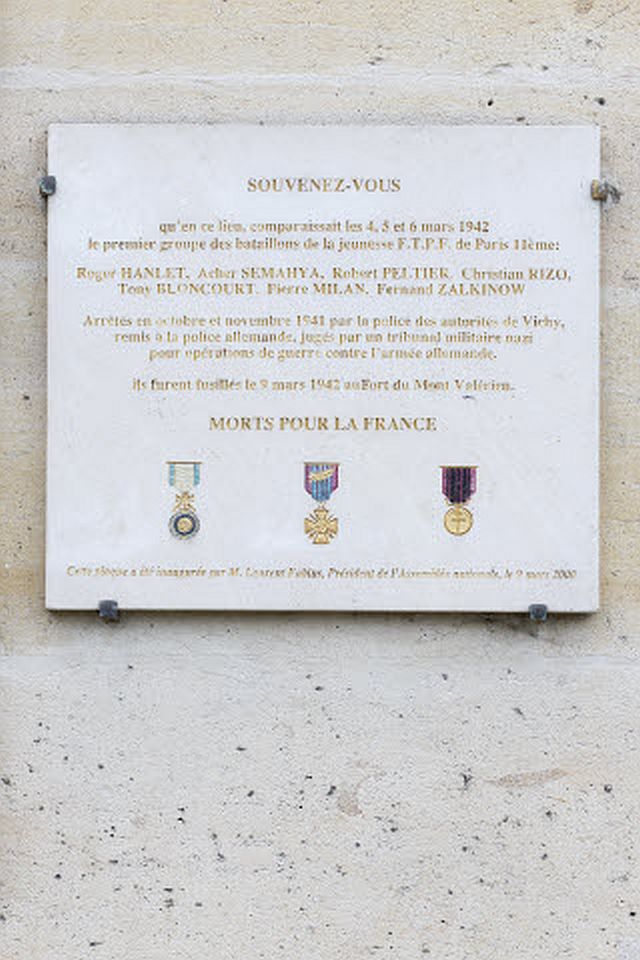 SOUVENEZ-VOUS
qu'en ce lieu, comparaissait les 4, 5 et 6 mars 1942
le premier groupe des bataillons de la jeunesse F.T.P.F. de Paris 11ème:
Roger HANLET, Acher SEMAHYA, Robert PELTIER, Christian RIZO,
Tony BLONCOURT, Pierre MILAN, Fernand ZALKINOW
Arrêtés en octobre et novembre 1941 par la police des autorités de Vichy,
remis à la police allemande, jugés par un tribunal militaire nazi
pour opérations de guerre contre l'armée allemande.
ils furent fusillés le 9 mars 1942 au Fort du Mont Valérien.
MORTS POUR LA FRANCE
Cette plaque a été inaugurée par M. Laurent Fabius, Président de l'Assemblée nationale, le 9 mars 2000